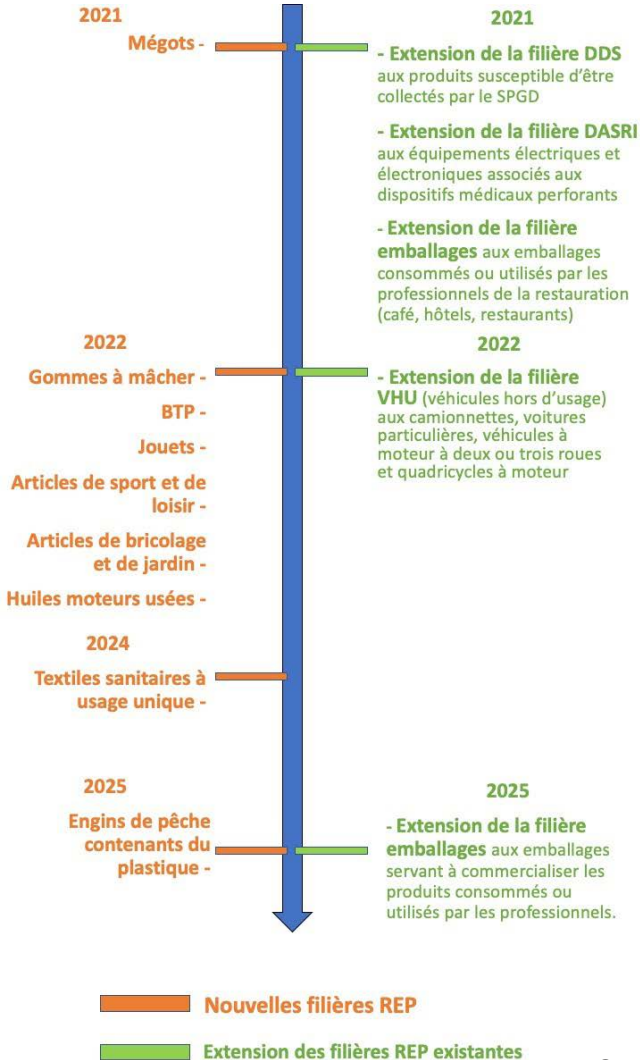 2021
Mégots -
2021
- Extension de la filière DDS
aux produits susceptible d'être
collectés par le SPGD
- Extension de la filière DASRI
aux équipements électriques et
électroniques associés aux
dispositifs médicaux perforants
- Extension de la filière
emballages aux emballages
consommés ou utilisés par les
professionnels de la restauration
(café, hôtels, restaurants)
2022
Gommes à mâcher -
BTP -
Jouets -
Articles de sport et de
loisir -
Articles de bricolage
et de jardin -
Huiles moteurs usées -
2022
- Extension de la filière
VHU (véhicules hors d'usage)
aux camionnettes, voitures
particulières, véhicules à
moteur à deux ou trois roues
et quadricycles à moteur
2024
Textiles sanitaires à
usage unique -
2025
Engins de pêche
contenants du
plastique -
2025
- Extension de la filière
emballages aux emballages
servant à commercialiser les
produits consommés ou
utilisés par les professionnels.
Nouvelles filières REP
Extension des filières REP existantes